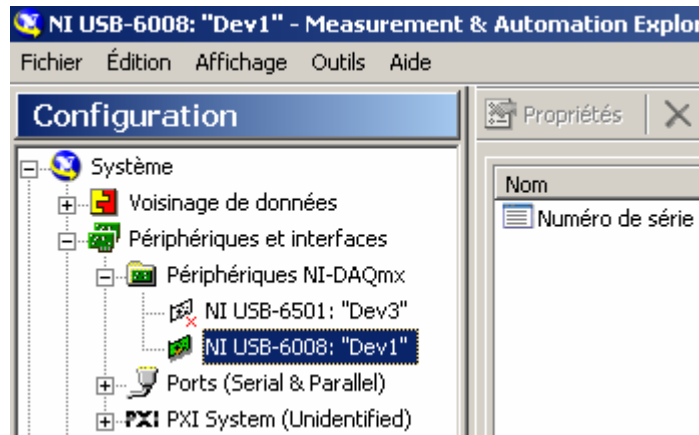 NI USB-6008: "Dev1" - Measurement & Automation Explor
Fichier Édition Affichage Outils Aide
Configuration
Propriétés
Système
Voisinage de données
Périphériques et interfaces
Périphériques NI-DAQmx
NI USB-6501: "Dev3"
NI USB-6008: "Dev1"
Ports (Serial & Parallel)
PXI PXI System (Unidentified)
Nom
Numéro de série